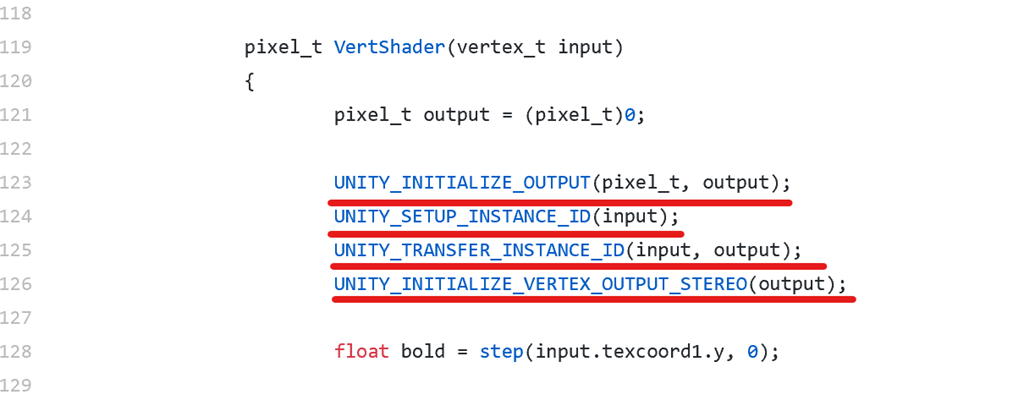 118
119 pixel_t VertShader(vertex_t input)
120 {
121 pixel_t output = (pixel_t)0;
122
123 UNITY_INITIALIZE_OUTPUT(pixel_t, output);
124 UNITY_SETUP_INSTANCE_ID(input);
125 UNITY_TRANSFER_INSTANCE_ID(input, output);
126 UNITY_INITIALIZE_VERTEX_OUTPUT_STEREO(output);
127
128 float bold = step(input.texcoord1.y, 0);
129